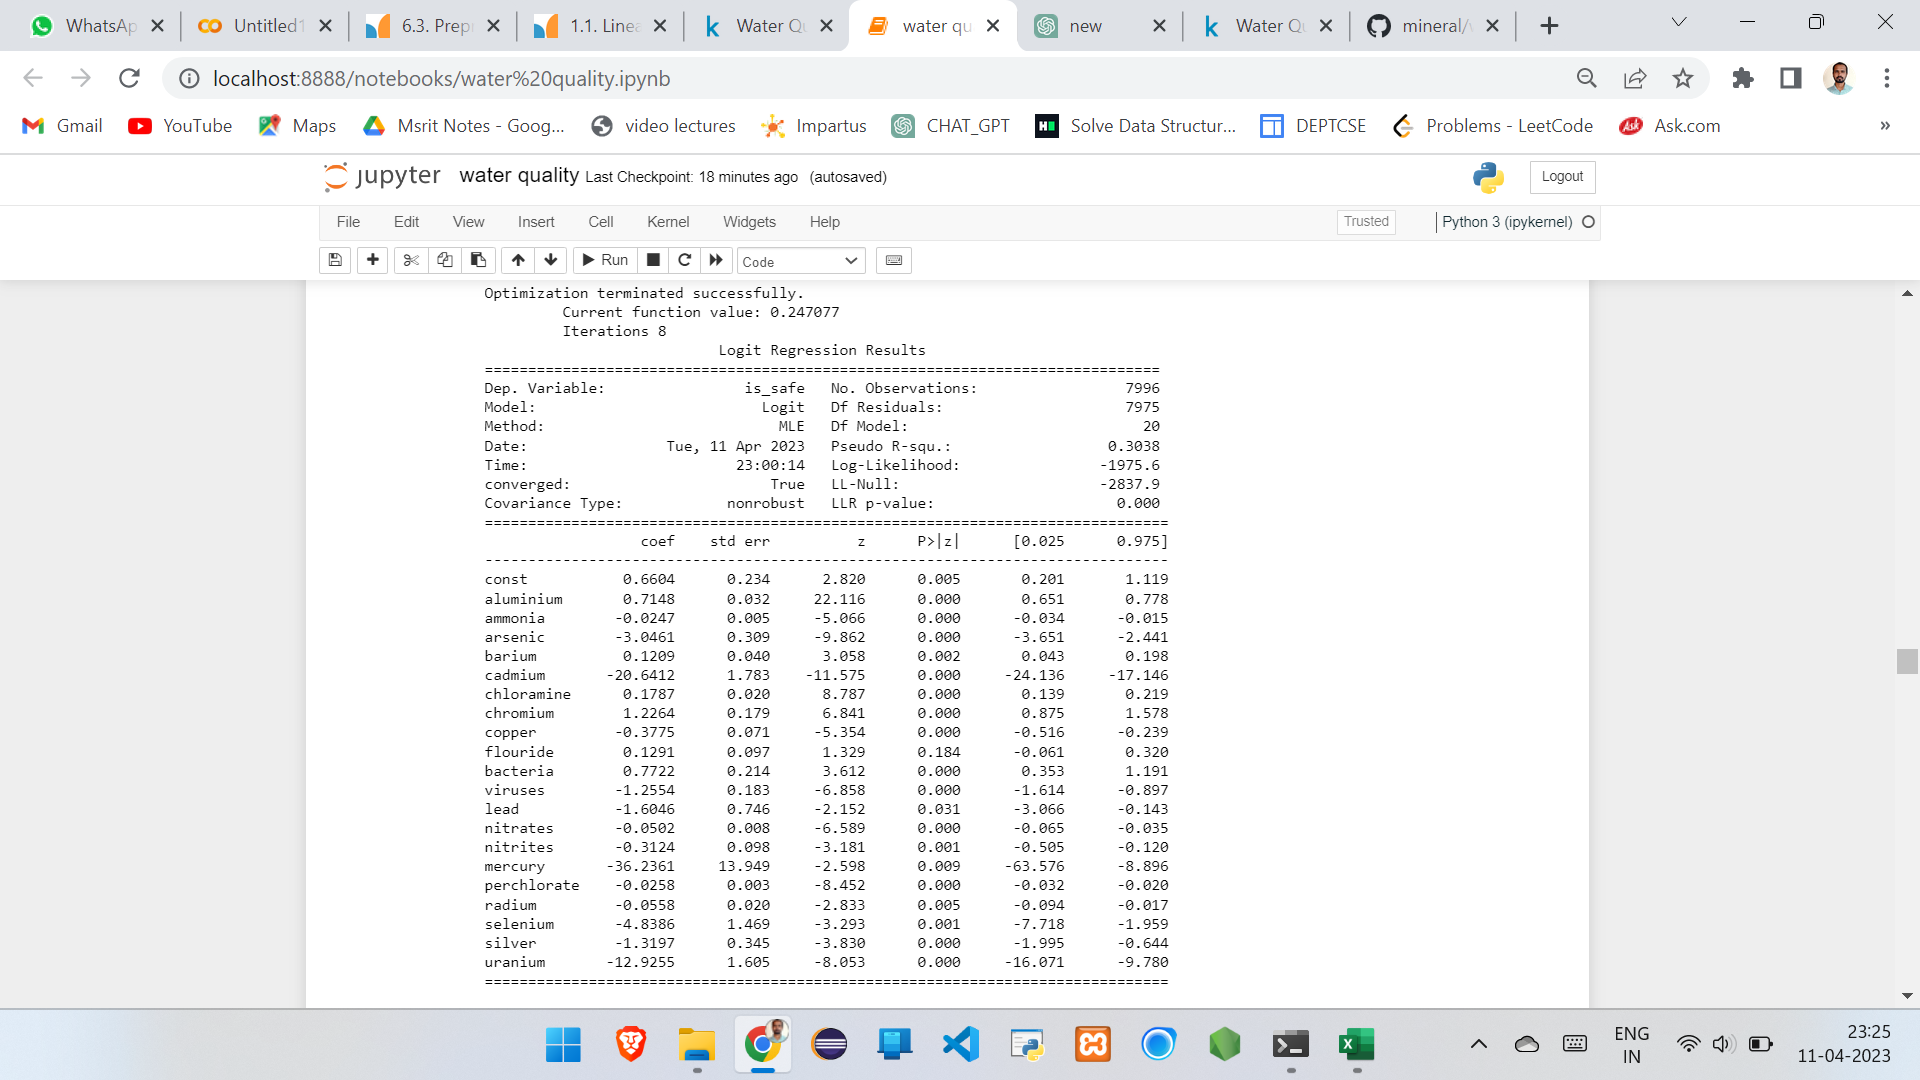 WhatsAp
Untitled1
6.3. Prepr
1.1. Linea
Water Qu
water qu
new
Water Qu
mineral/w
localhost:8888/notebooks/water%20quality.ipynb
Gmail
YouTube
Maps
Msrit Notes - Goog...
video lectures
Impartus
CHAT_GPT
Solve Data Structur...
DEPTCSE
Problems - LeetCode
Ask.com
»
jupyter water quality Last Checkpoint: 18 minutes ago (autosaved)
Logout
File Edit View Insert Cell Kernel Widgets Help
Trusted
Python 3 (ipykernel)
Run
Code
Optimization terminated successfully.
Current function value: 0.247077
Iterations 8
Logit Regression Results
==============================================================================
Dep. Variable: is_safe No. Observations: 7996
Model: Logit Df Residuals: 7975
Method: MLE Df Model: 20
Date: Tue, 11 Apr 2023 Pseudo R-squ.: 0.3038
Time: 23:00:14 Log-Likelihood: -1975.6
converged: True LL-Null: -2837.9
Covariance Type: nonrobust LLR p-value: 0.000
===============================================================================
coef std err z P>|z| [0.025 0.975]
-------------------------------------------------------------------------------
const 0.6604 0.234 2.820 0.005 0.201 1.119
aluminium 0.7148 0.032 22.116 0.000 0.651 0.778
ammonia -0.0247 0.005 -5.066 0.000 -0.034 -0.015
arsenic -3.0461 0.309 -9.862 0.000 -3.651 -2.441
barium 0.1209 0.040 3.058 0.002 0.043 0.198
cadmium -20.6412 1.783 -11.575 0.000 -24.136 -17.146
chloramine 0.1787 0.020 8.787 0.000 0.139 0.219
chromium 1.2264 0.179 6.841 0.000 0.875 1.578
copper -0.3775 0.071 -5.354 0.000 -0.516 -0.239
flouride 0.1291 0.097 1.329 0.184 -0.061 0.320
bacteria 0.7722 0.214 3.612 0.000 0.353 1.191
viruses -1.2554 0.183 -6.858 0.000 -1.614 -0.897
lead -1.6046 0.746 -2.152 0.031 -3.066 -0.143
nitrates -0.0502 0.008 -6.589 0.000 -0.065 -0.035
nitrites -0.3124 0.098 -3.181 0.001 -0.505 -0.120
mercury -36.2361 13.949 -2.598 0.009 -63.576 -8.896
perchlorate -0.0258 0.003 -8.452 0.000 -0.032 -0.020
radium -0.0558 0.020 -2.833 0.005 -0.094 -0.017
selenium -4.8386 1.469 -3.293 0.001 -7.718 -1.959
silver -1.3197 0.345 -3.830 0.000 -1.995 -0.644
uranium -12.9255 1.605 -8.053 0.000 -16.071 -9.780
===============================================================================
ENG
IN
23:25
11-04-2023